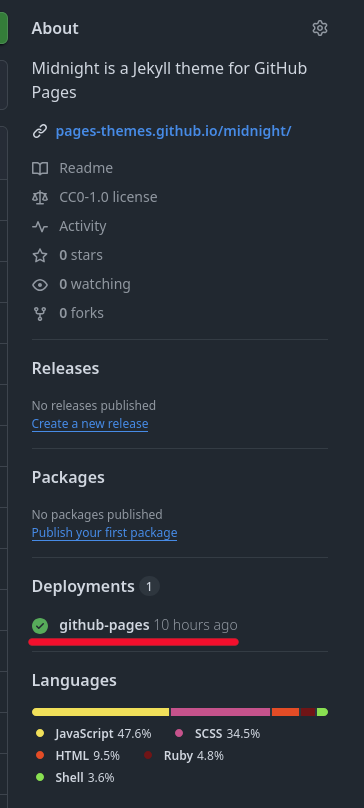 About
Midnight is a Jekyll theme for GitHub
Pages
pages-themes.github.io/midnight/
Readme
CC0-1.0 license
Activity
0 stars
0 watching
0 forks
Releases
No releases published
Create a new release
Packages
No packages published
Publish your first package
Deployments 1
github-pages 10 hours ago
Languages
JavaScript 47.6% SCSS 34.5%
HTML 9.5% Ruby 4.8%
Shell 3.6%